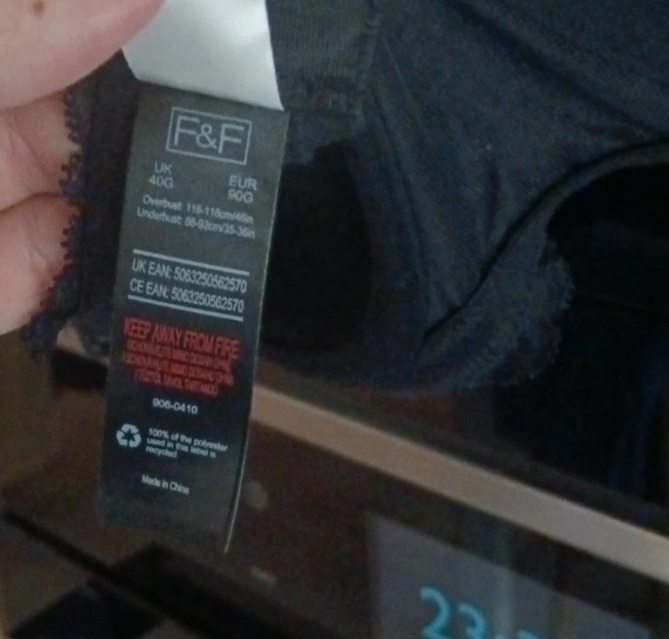 F&F
UK EUR
40G 90G
Overbust: 116-118cm/46in
Underbust: 88-92cm/35-36in
UK EAN: 5063250562570
CE EAN: 5063250562570
KEEP AWAY FROM FIRE
906-0410
100% of the polyester
used in this label is
recycled
Made in China
23: